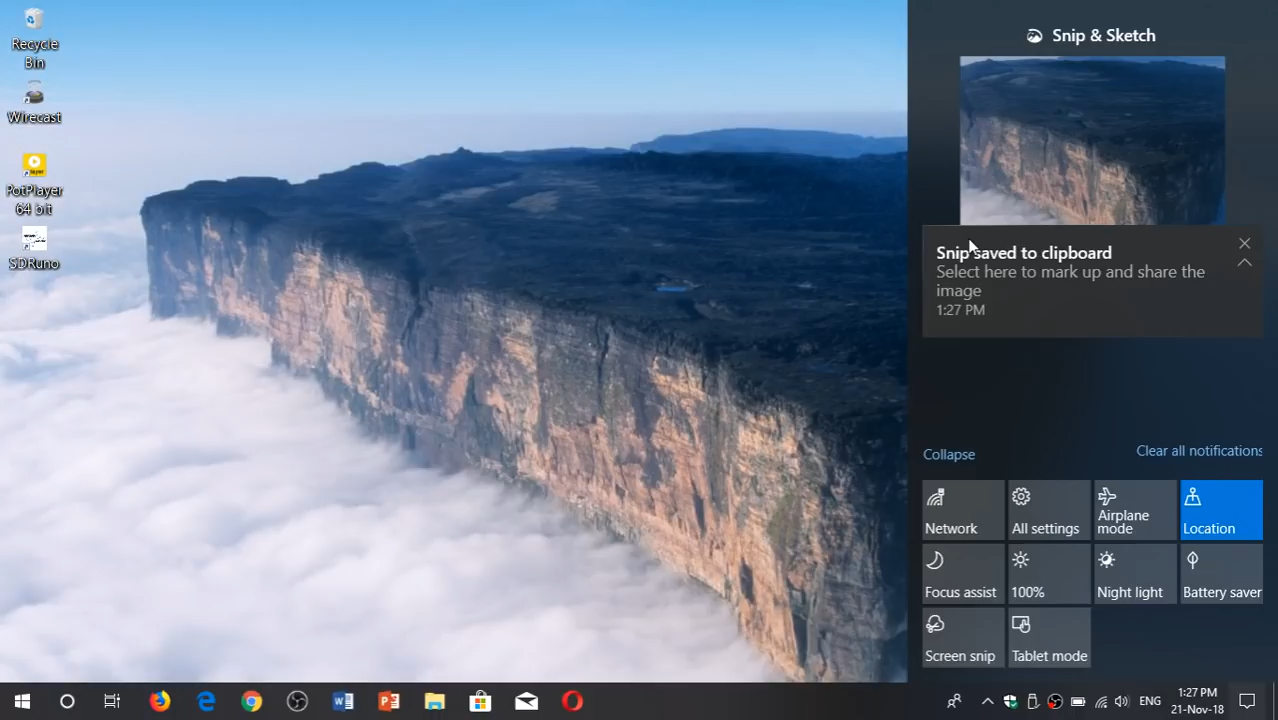 Recycle
Bin
Wirecast
PotPlayer
64 bit
SDRuno
Snip & Sketch
Snip saved to clipboard
Select here to mark up and share the
image
1:27 PM
Collapse
Clear all notifications
Network
All settings
Airplane
mode
Location
Focus assist
100%
Night light
Battery saver
Screen snip
Tablet mode
ENG
1:27 PM
21-Nov-18